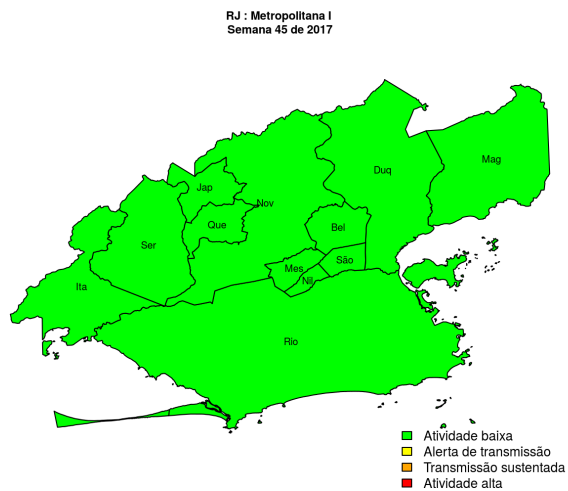 RJ : Metropolitana I
Semana 45 de 2017
Duq
Mag
Jap
Nov
Que
Bel
Ser
São
Mes
Nil
Ita
Rio
Atividade baixa
Alerta de transmissão
Transmissão sustentada
Atividade alta